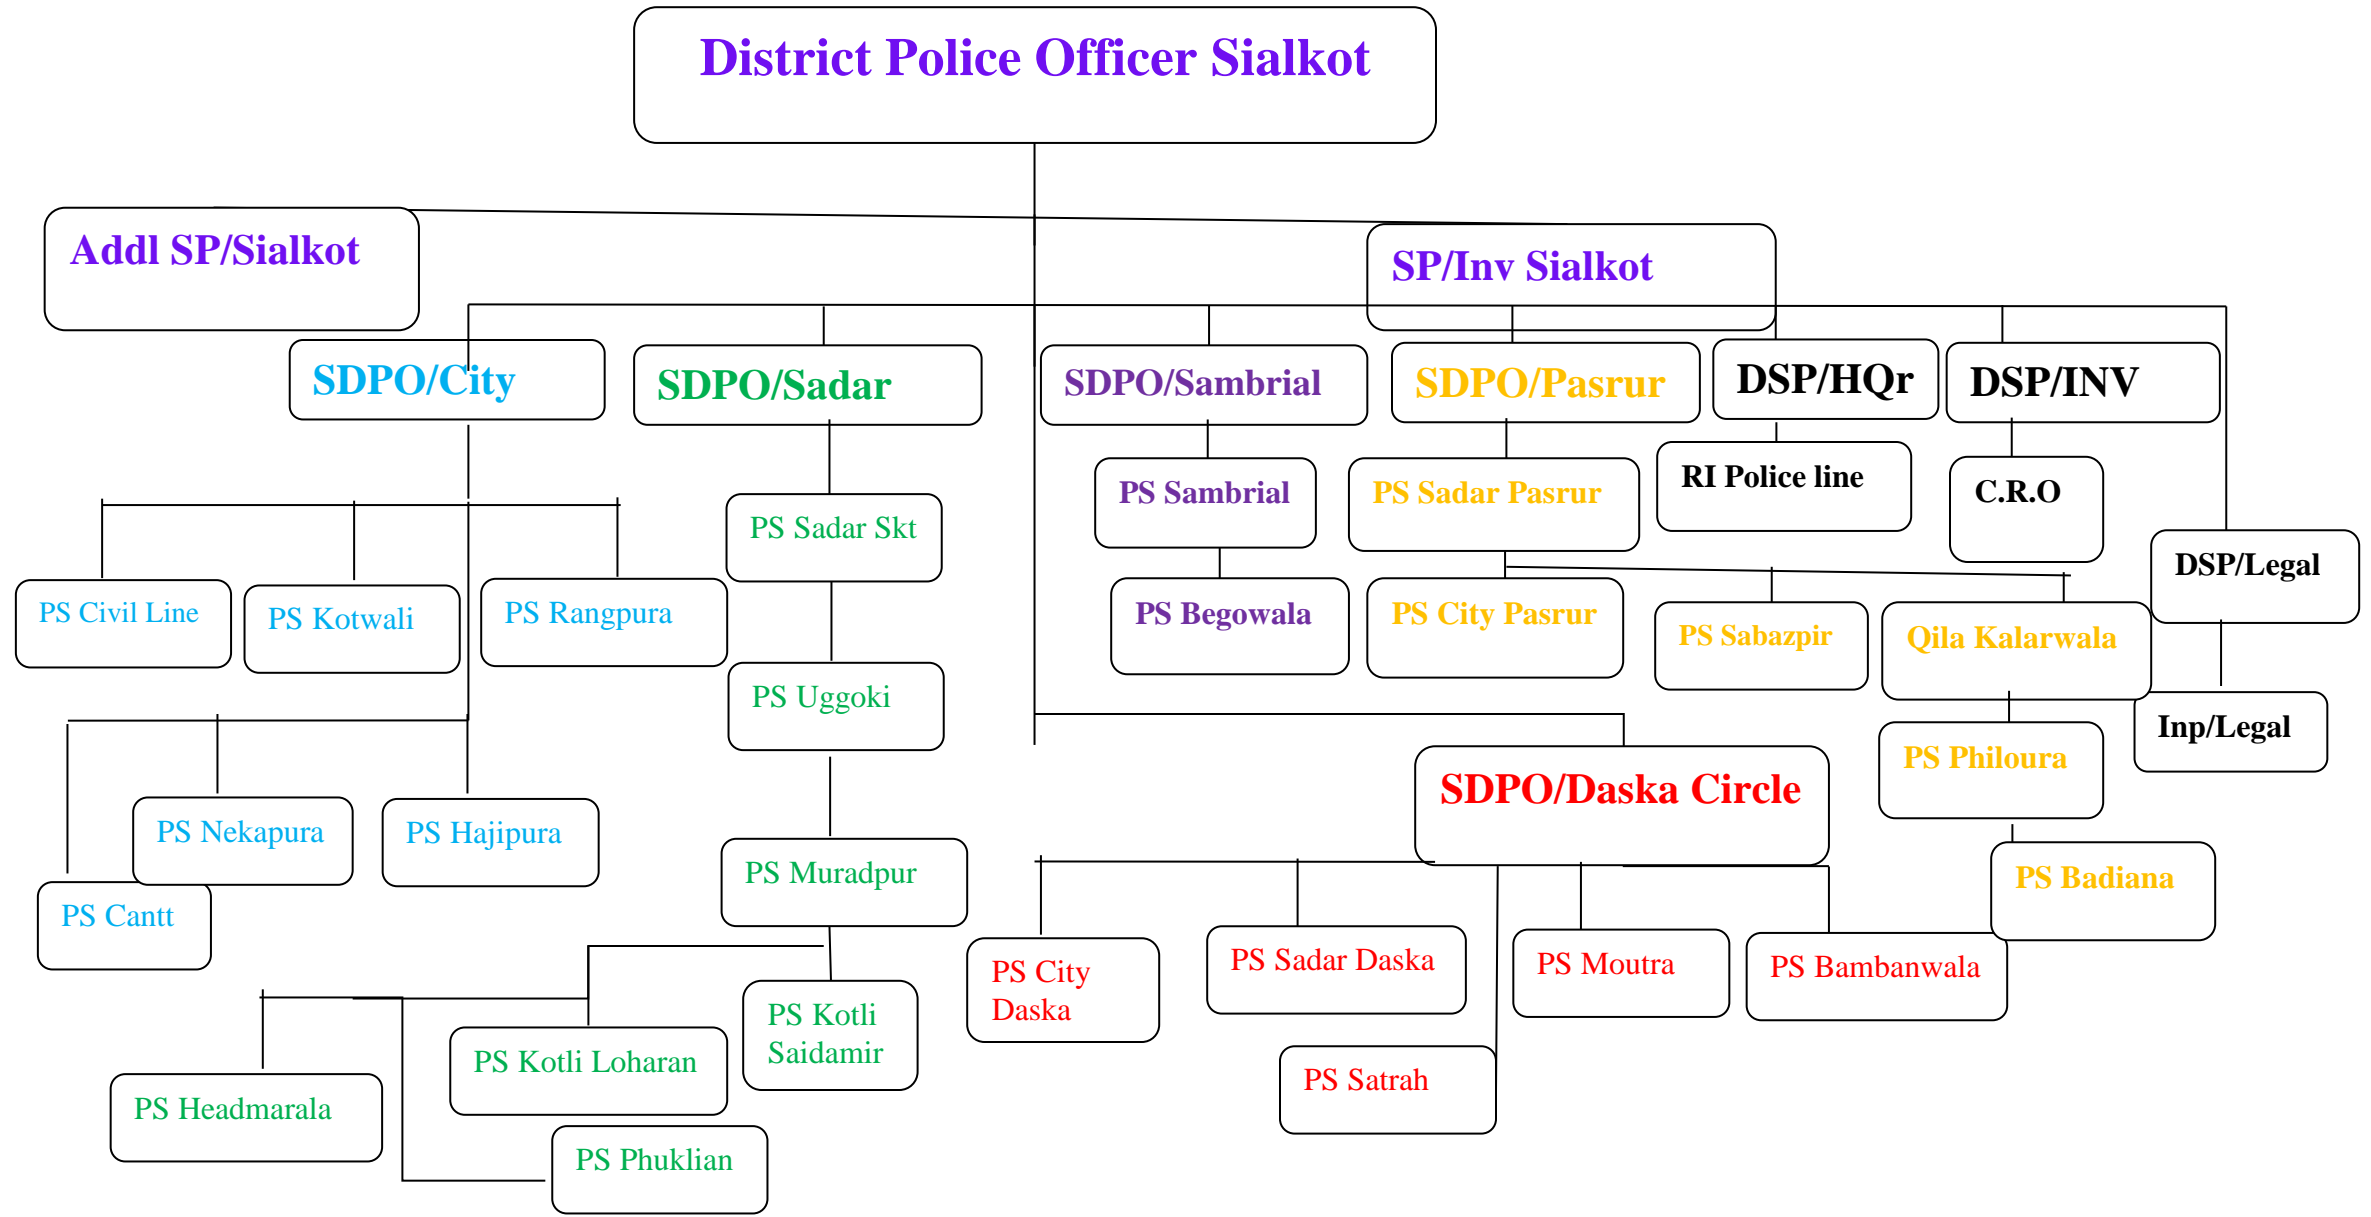 District Police Officer Sialkot
Addl SP/Sialkot
SP/Inv Sialkot
SDPO/City
SDPO/Sadar
SDPO/Sambrial
SDPO/Pasrur
DSP/HQr
DSP/INV
RI Police line
PS Sambrial
PS Sadar Pasrur
C.R.O
PS Sadar Skt
DSP/Legal
PS Civil Line
PS Kotwali
PS Rangpura
PS Begowala
PS City Pasrur
PS Sabazpir
Qila Kalarwala
PS Uggoki
Inp/Legal
PS Philoura
SDPO/Daska Circle
PS Nekapura
PS Hajipura
PS Muradpur
PS Badiana
PS Cantt
PS City
Daska
PS Sadar Daska
PS Moutra
PS Bambanwala
PS Kotli
Saidamir
PS Kotli Loharan
PS Satrah
PS Headmarala
PS Phuklian